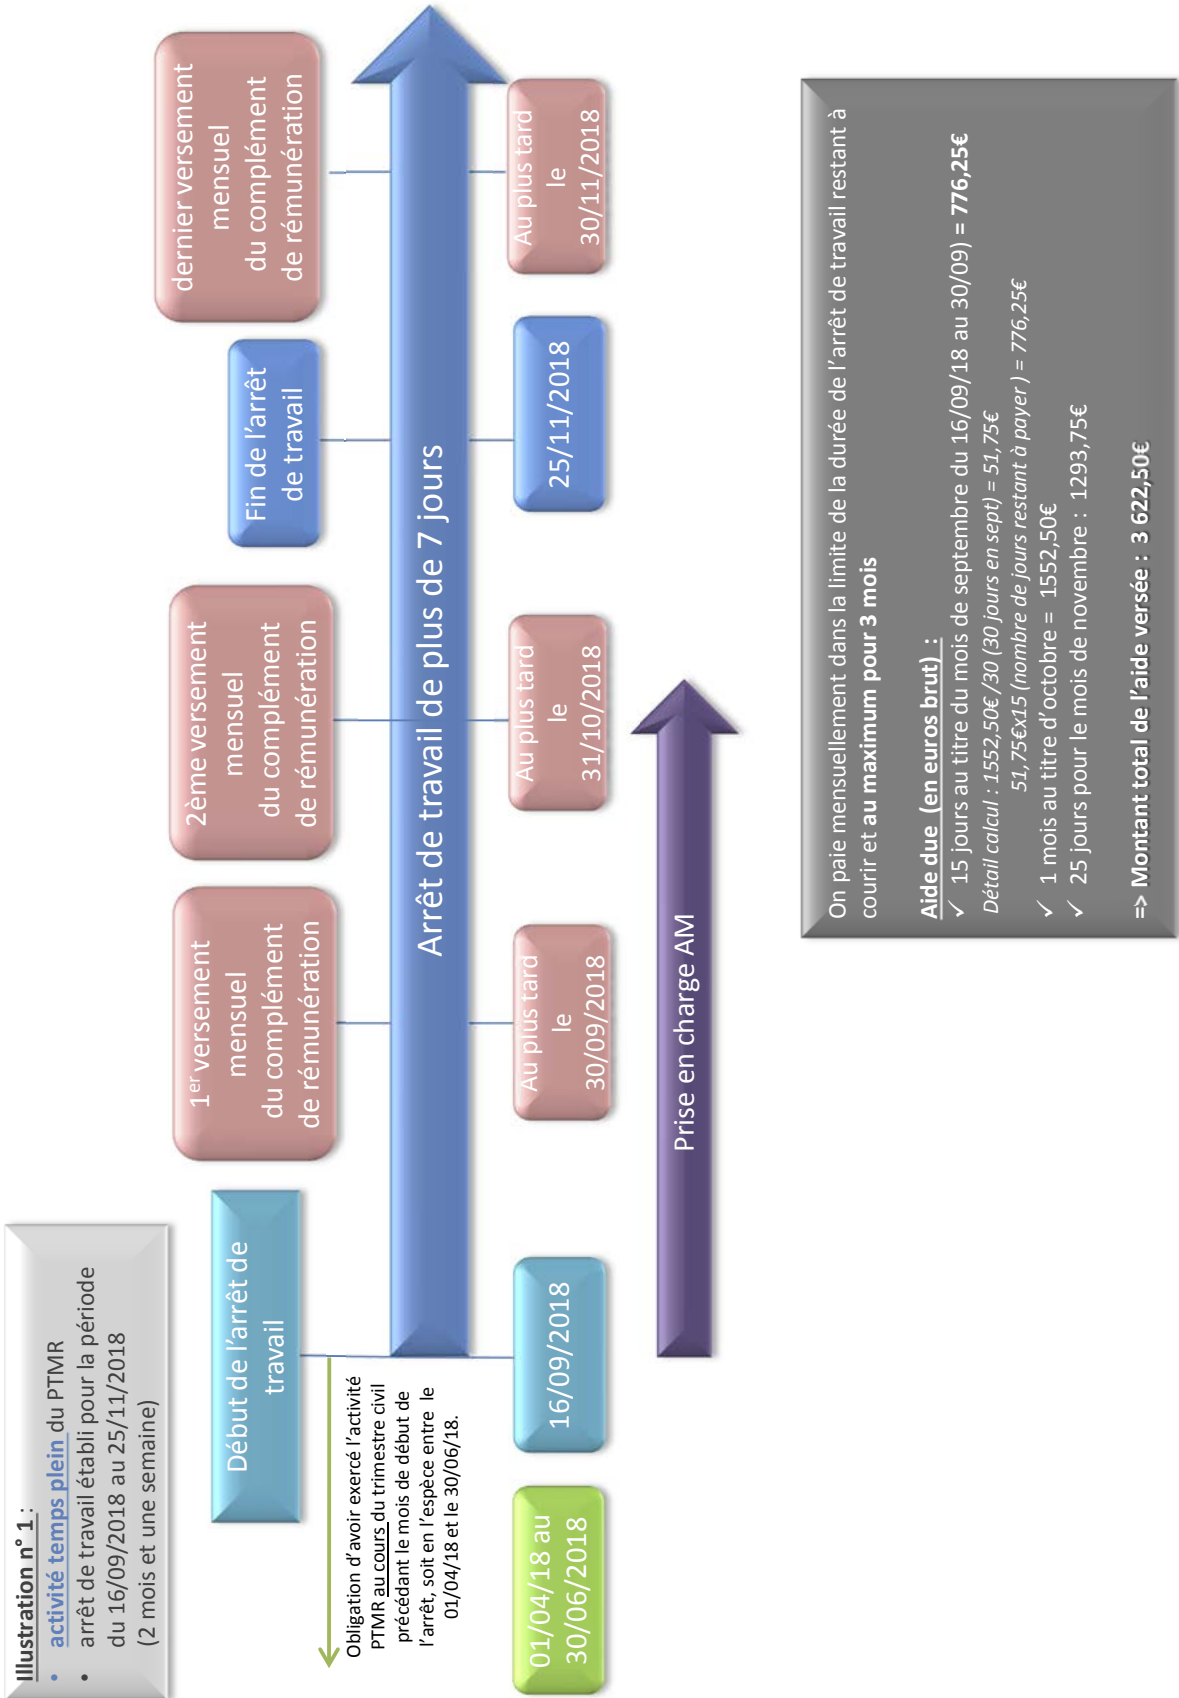 Illustration n° 1 :
• activité temps plein du PTMR
• arrêt de travail établi pour la période
du 16/09/2018 au 25/11/2018
(2 mois et une semaine)
Début de l'arrêt de
travail
1er versement
mensuel
du complément
de rémunération
2ème versement
mensuel
du complément
de rémunération
Fin de l'arrêt
de travail
dernier versement
mensuel
du complément
de rémunération
Arrêt de travail de plus de 7 jours
Obligation d'avoir exercé l'activité
PTMR au cours du trimestre civil
précédant le mois de début de
l'arrêt, soit en l'espèce entre le
01/04/18 et le 30/06/18.
01/04/18 au
30/06/2018
16/09/2018
Au plus tard
le
30/09/2018
Au plus tard
le
31/10/2018
25/11/2018
Au plus tard
le
30/11/2018
Prise en charge AM
On paie mensuellement dans la limite de la durée de l'arrêt de travail restant à
courir et au maximum pour 3 mois
Aide due (en euros brut) :
✓ 15 jours au titre du mois de septembre du 16/09/18 au 30/09) = 776,25€
Détail calcul : 1552,50€ /30 (30 jours en sept) = 51,75€
51,75€x15 (nombre de jours restant à payer ) = 776,25€
✓ 1 mois au titre d'octobre = 1552,50€
✓ 25 jours pour le mois de novembre : 1293,75€
=> Montant total de l'aide versée : 3 622,50€